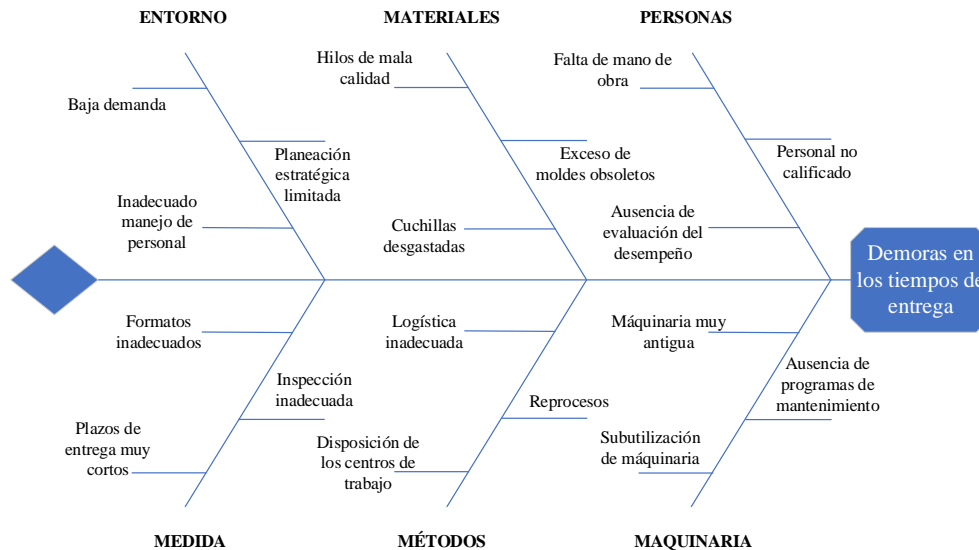 ENTORNO
MATERIALES
PERSONAS
Baja demanda
Planeación
estratégica
limitada
Inadecuado
manejo de
personal
Hilos de mala
calidad
Exceso de
moldes obsoletos
Cuchillas
desgastadas
Falta de mano de
obra
Personal no
calificado
Ausencia de
evaluación del
desempeño
Demoras en
los tiempos de
entrega
Formatos
inadecuados
Inspección
inadecuada
Plazos de
entrega muy
cortos
Logística
inadecuada
Reprocesos
Disposición de
los centros de
trabajo
Máquinaria muy
antigua
Ausencia de
programas de
mantenimiento
Subutilización
de máquinaria
MEDIDA
MÉTODOS
MAQUINARIA